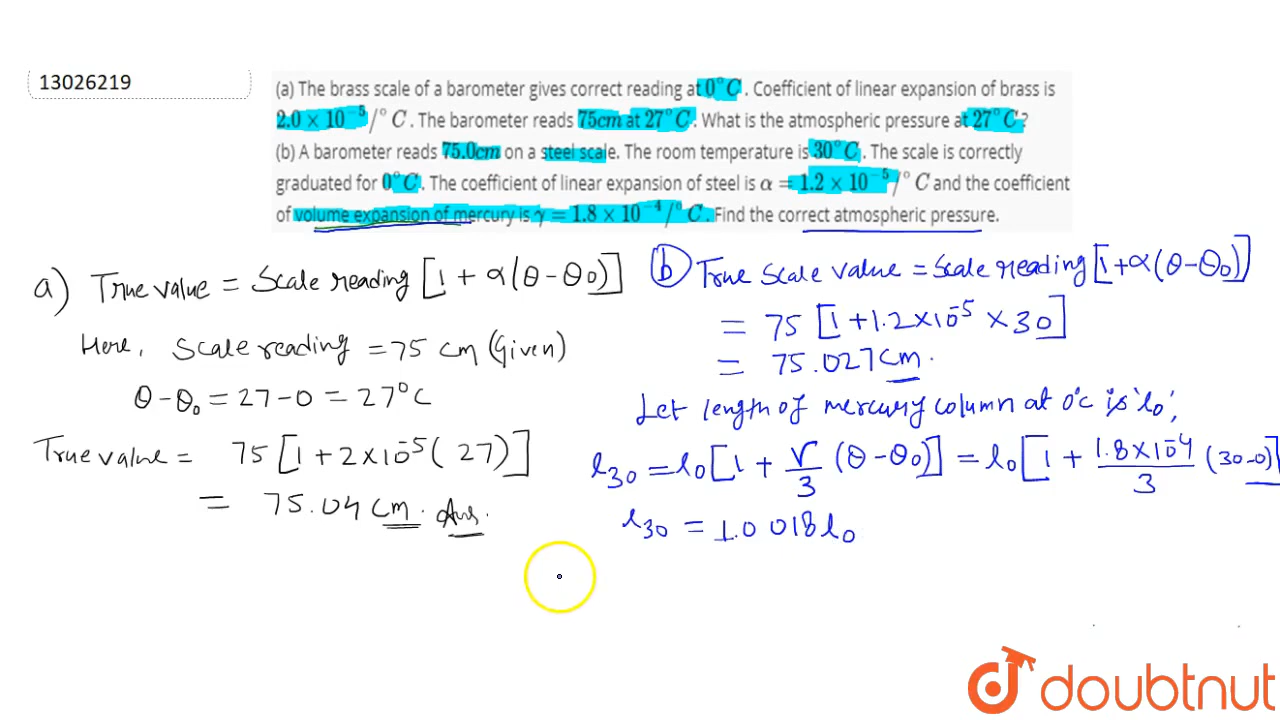 13026219
(a) The brass scale of a barometer gives correct reading at 0°C. Coefficient of linear expansion of brass is
2.0 × 10⁻⁵/°C. The barometer reads 75cm at 27°C. What is the atmospheric pressure at 27°C?
(b) A barometer reads 75.0cm on a steel scale. The room temperature is 30°C. The scale is correctly
graduated for 0°C. The coefficient of linear expansion of steel is α = 1.2 × 10⁻⁵/°C and the coefficient
of volume expansion of mercury is γ = 1.8 × 10⁻⁴/°C. Find the correct atmospheric pressure.
a) True value = Scale reading [1 + α(θ-θ0)]
Here, Scale reading = 75 cm (Given)
θ-θ₀ = 27-0 = 27°C
True value = 75 [1 + 2×10⁻⁵ (27)]
= 75.04 cm. Ans.
b) True scale value = Scale reading [1+α(θ-θ0)]
= 75 [1+1.2×10⁻⁵ × 30]
= 75.027 cm.
Let length of mercury column at 0°c is 'l₀',
l₃₀ = l₀ [1 + γ/3 (θ-θ0)] = l₀ [1 + 1.8×10⁻⁴/3 (30-0)]
l₃₀ = 1.0018 l₀
doubtnut